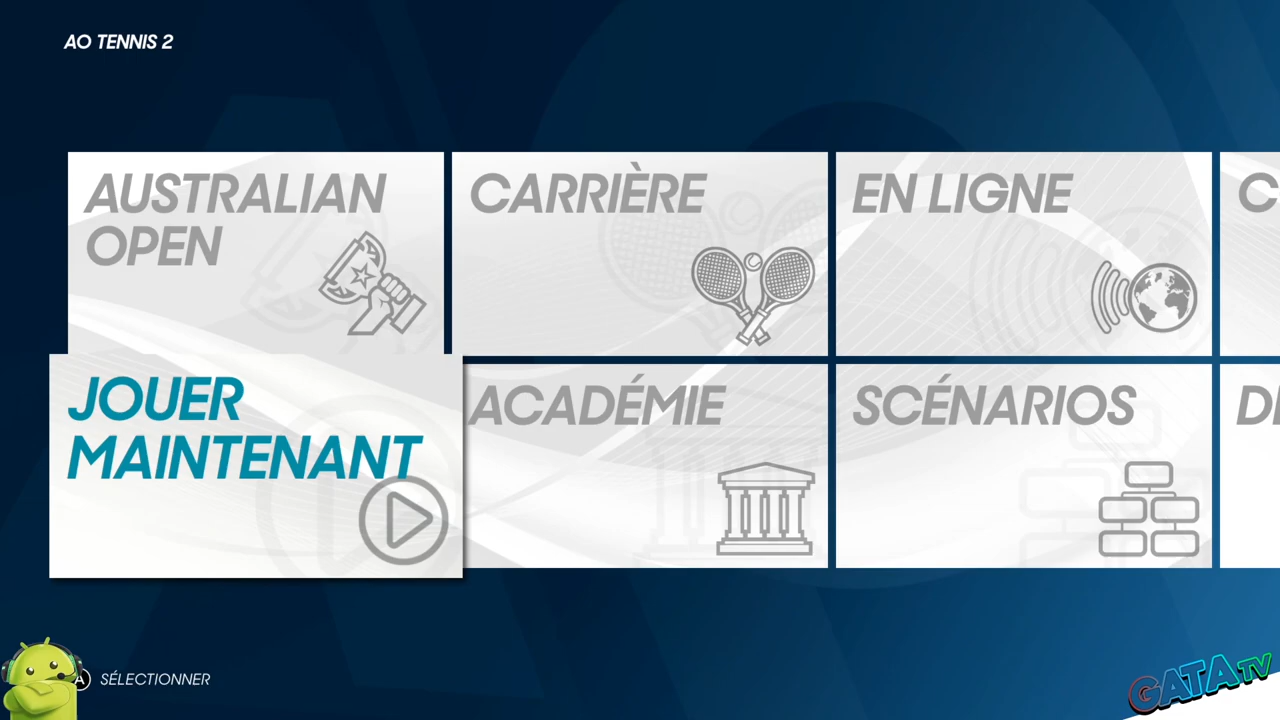 AO TENNIS 2
AUSTRALIAN
OPEN
CARRIÈRE
EN LIGNE
C
JOUER
MAINTENANT
ACADÉMIE
SCÉNARIOS
D
A SÉLECTIONNER
GATA TV